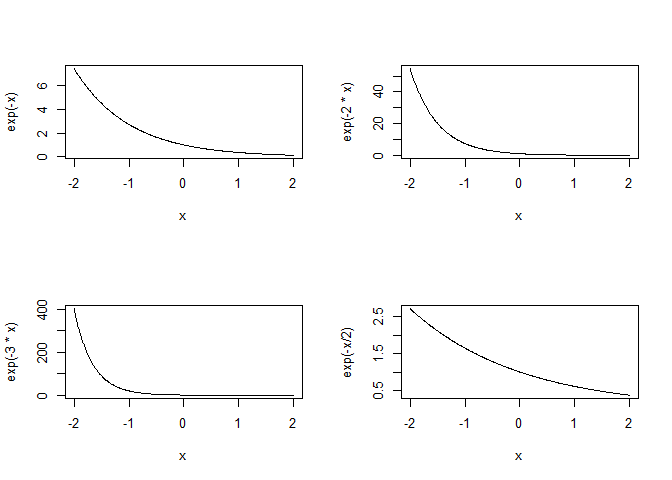 exp(-x)
0 2 4 6
-2 -1 0 1 2
x
exp(-2 * x)
0 20 40
-2 -1 0 1 2
x
exp(-3 * x)
0 200 400
-2 -1 0 1 2
x
exp(-x/2)
0.5 1.5 2.5
-2 -1 0 1 2
x